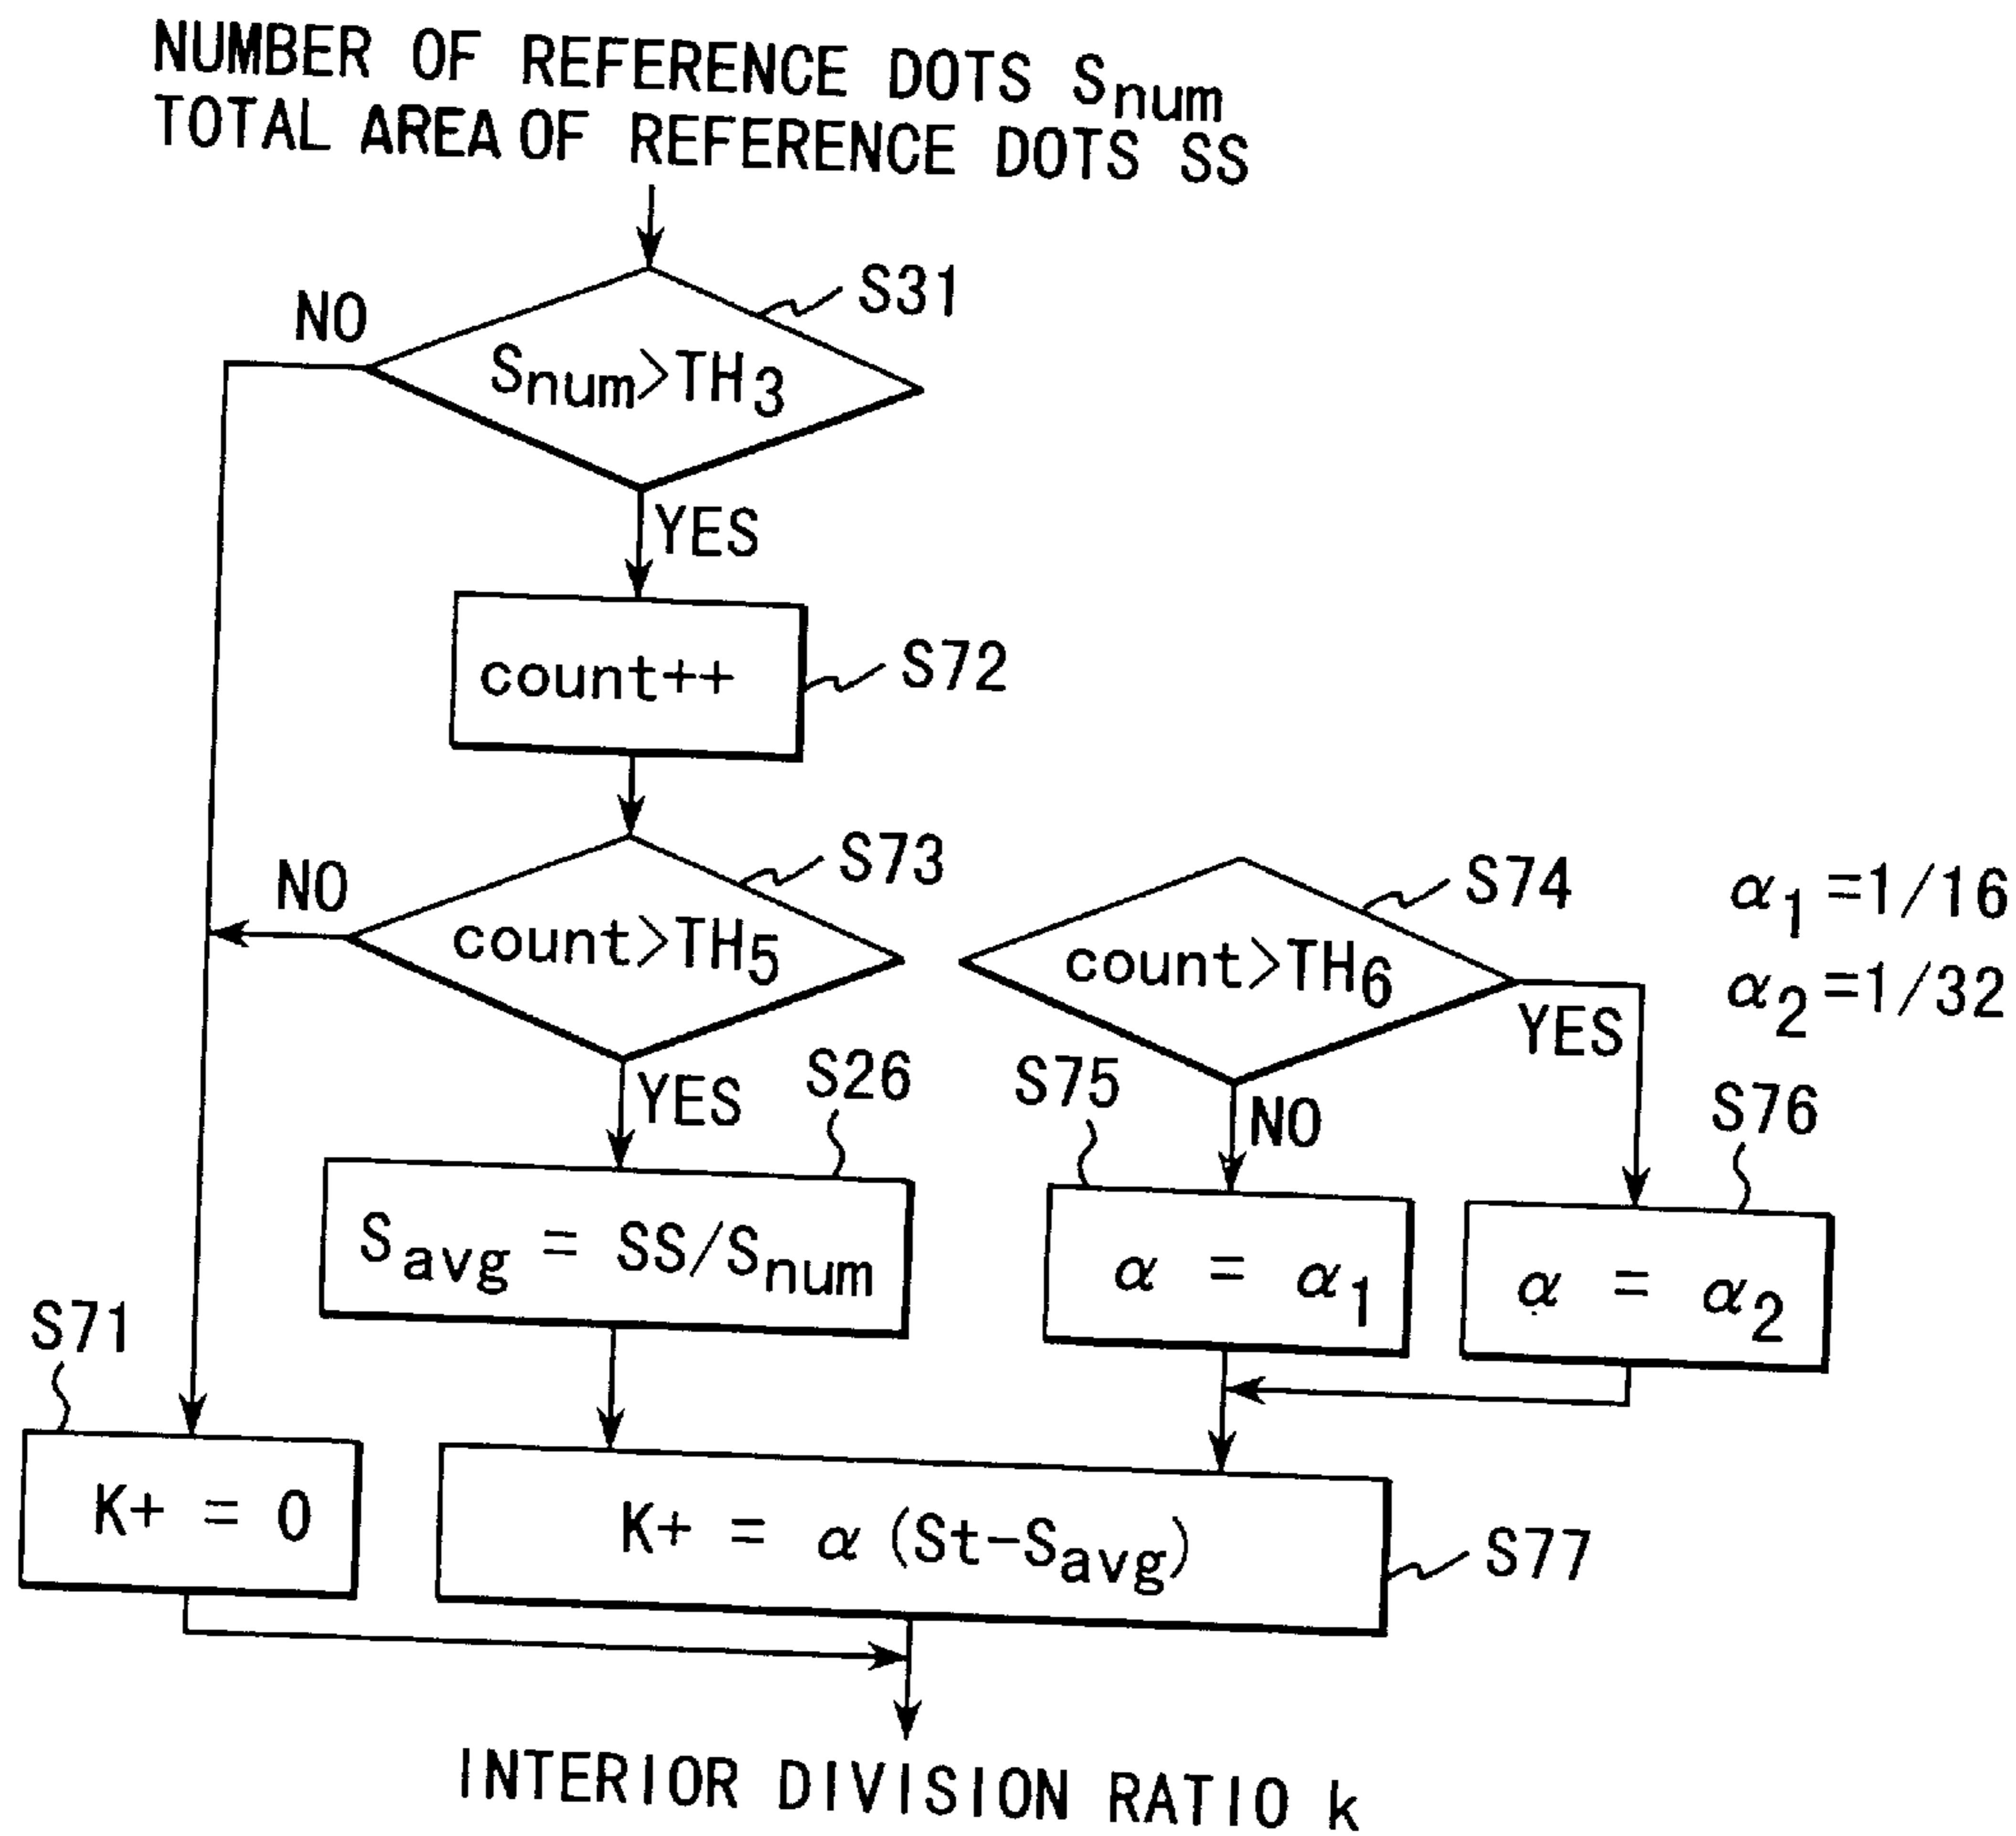 NUMBER OF REFERENCE DOTS Snum
TOTAL AREA OF REFERENCE DOTS SS
S31
NO
Snum>TH3
YES
count++
S72
S73
NO
count>TH5
YES
S74
count>TH6
YES
NO
α1=1/16
α2=1/32
S26
Savg = SS/Snum
S75
α = α1
S76
α = α2
S71
K+ = 0
K+ = α(St-Savg)
S77
INTERIOR DIVISION RATIO k